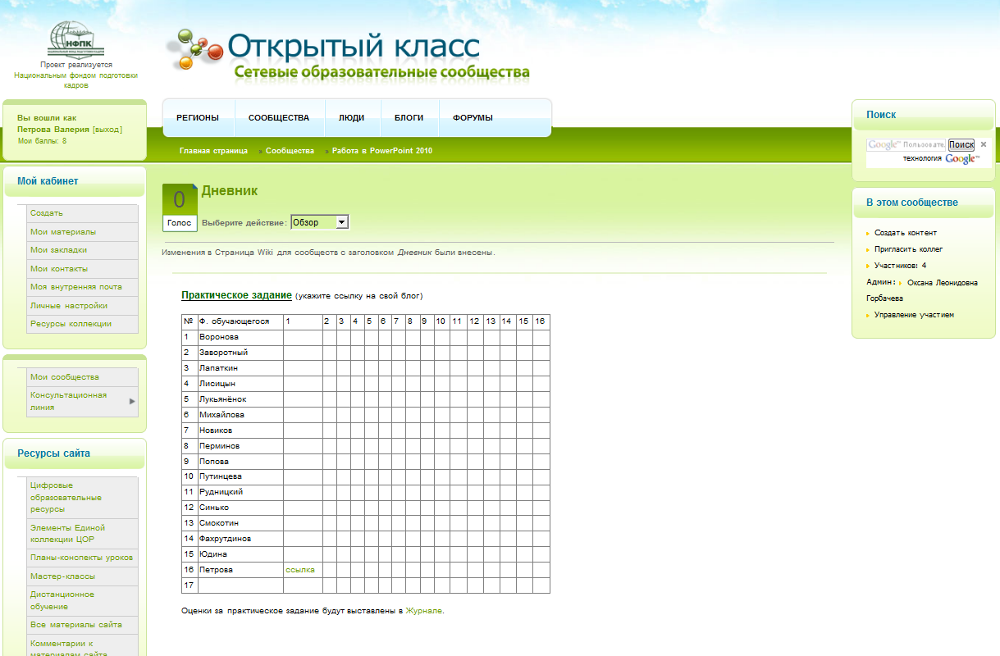 НФПК
Проект реализуется
Национальным фондом подготовки
кадров
Открытый класс
Сетевые образовательные сообщества
Вы вошли как
Петрова Валерия [выход]
Мои баллы: 8
РЕГИОНЫ СООБЩЕСТВА ЛЮДИ БЛОГИ ФОРУМЫ
Главная страница » Сообщества » Работа в PowerPoint 2010
Мой кабинет
Создать
Мои материалы
Мои закладки
Мои контакты
Моя внутренняя почта
Личные настройки
Ресурсы коллекции
Мои сообщества
Консультационная
линия
Ресурсы сайта
Цифровые
образовательные
ресурсы
Элементы Единой
коллекции ЦОР
Планы-конспекты уроков
Мастер-классы
Дистанционное
обучение
Все материалы сайта
Комментарии к
материалам сайта
0
Голос
Дневник
Выберите действие: Обзор
Изменения в Страница Wiki для сообществ с заголовком Дневник были внесены.
Практическое задание (укажите ссылку на свой блог)
№ Ф. обучающегося 1 2 3 4 5 6 7 8 9 10 11 12 13 14 15 16
1 Воронова
2 Заворотный
3 Лапаткин
4 Лисицын
5 Лукьянёнок
6 Михайлова
7 Новиков
8 Перминов
9 Попова
10 Путинцева
11 Рудницкий
12 Синько
13 Смокотин
14 Фахрутдинов
15 Юдина
16 Петрова ссылка
17
Оценки за практическое задание будут выставлены в Журнале.
Поиск
Google™ Пользовате. Поиск ×
технология Google™
В этом сообществе
Создать контент
Пригласить коллег
Участников: 4
Админ: Оксана Леонидовна
Горбачева
Управление участием